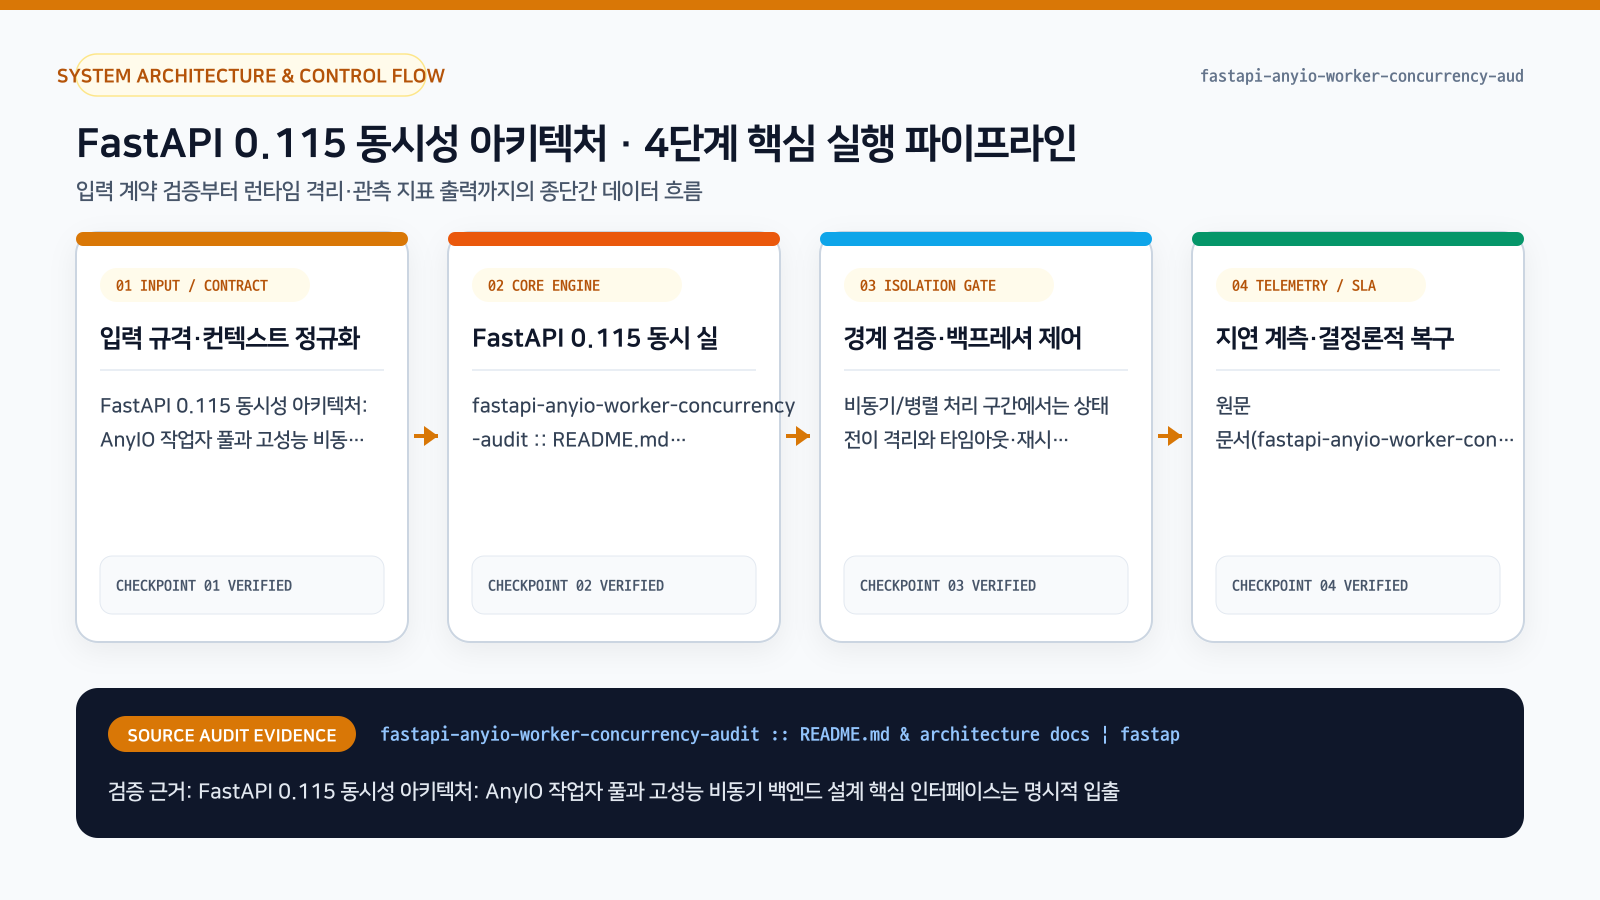 SYSTEM ARCHITECTURE & CONTROL FLOW
fastapi-anyio-worker-concurrency-aud
FastAPI 0.115 동시성 아키텍처 · 4단계 핵심 실행 파이프라인
입력 계약 검증부터 런타임 격리·관측 지표 출력까지의 종단간 데이터 흐름
01 INPUT / CONTRACT
입력 규격·컨텍스트 정규화
FastAPI 0.115 동시성 아키텍처:
AnyIO 작업자 풀과 고성능 비동…
CHECKPOINT 01 VERIFIED
02 CORE ENGINE
FastAPI 0.115 동시 실
fastapi-anyio-worker-concurrency
-audit :: README.md…
CHECKPOINT 02 VERIFIED
03 ISOLATION GATE
경계 검증·백프레셔 제어
비동기/병렬 처리 구간에서는 상태
전이 격리와 타임아웃·재시…
CHECKPOINT 03 VERIFIED
04 TELEMETRY / SLA
지연 계측·결정론적 복구
원문
문서(fastapi-anyio-worker-con…
CHECKPOINT 04 VERIFIED
SOURCE AUDIT EVIDENCE
fastapi-anyio-worker-concurrency-audit :: README.md & architecture docs ¦ fastap
검증 근거: FastAPI 0.115 동시성 아키텍처: AnyIO 작업자 풀과 고성능 비동기 백엔드 설계 핵심 인터페이스는 명시적 입출